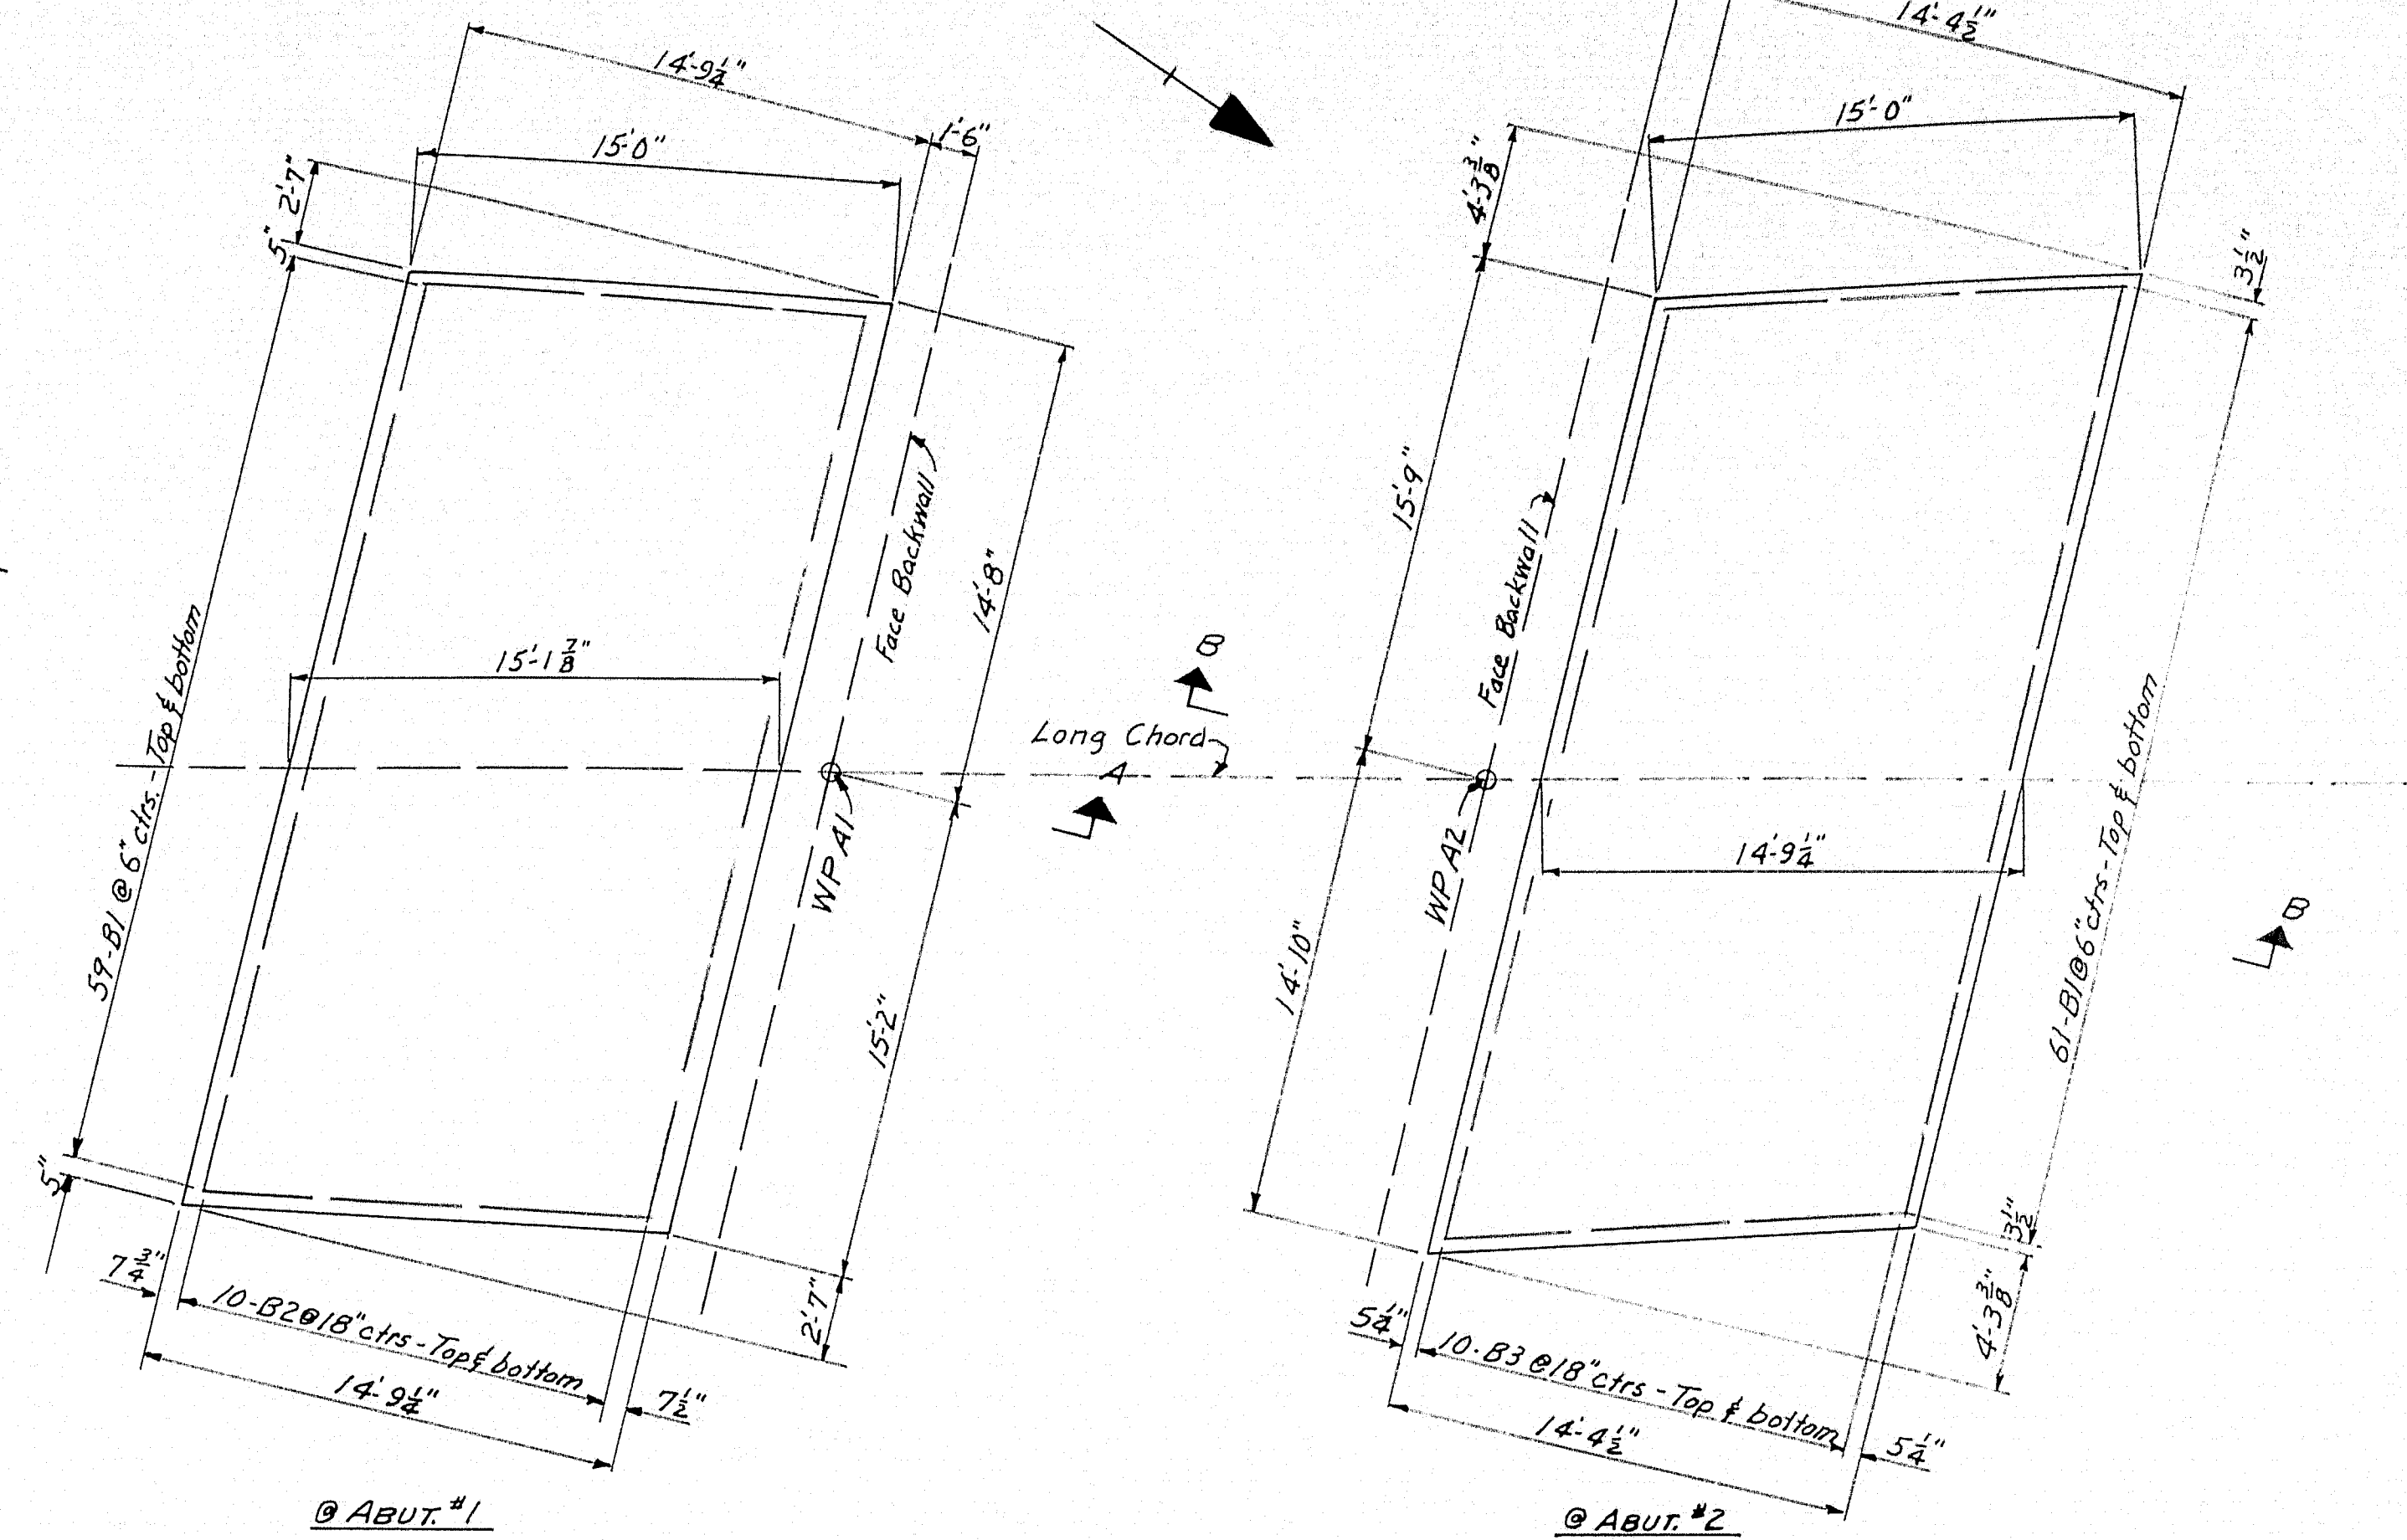 14'-9¼"
1'-6"
15'-0"
2'-7"
5"
59-B1 @ 6" ctrs. - Top & bottom
15'-1⅞"
Face Backwall
14'-8"
WP A1
15'-2"
5"
7¾"
10-B2@18"ctrs - Top & bottom
14'-9¼"
7½"
2'-7"
@ ABUT. #1
Long Chord
A
B
14'-4½"
15'-0"
4'-3⅜"
3½"
15'-9"
Face Backwall
WP A2
14'-9¼"
14'-10"
61-B1@6"ctrs-Top & bottom
B
3½"
4'-3⅜"
5¼"
10-B3 @18"ctrs - Top & bottom
14'-4½"
5¼"
@ ABUT. #2